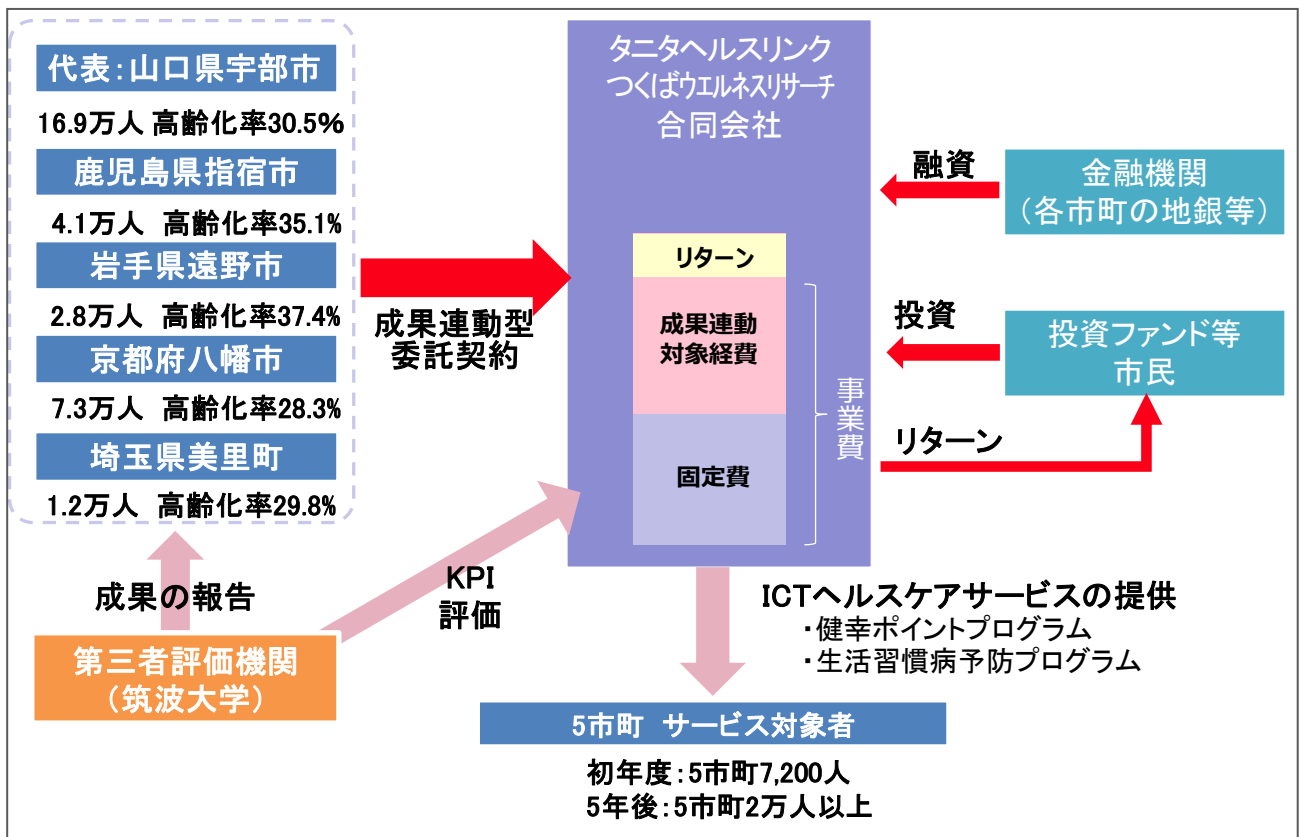 代表：山口県宇部市
16.9万人 高齢化率30.5%
鹿児島県指宿市
4.1万人 高齢化率35.1%
岩手県遠野市
2.8万人 高齢化率37.4%
京都府八幡市
7.3万人 高齢化率28.3%
埼玉県美里町
1.2万人 高齢化率29.8%
成果の報告
第三者評価機関
（筑波大学）
成果連動型
委託契約
KPI
評価
タニタヘルスリンク
つくばウエルネスリサーチ
合同会社
リターン
成果連動
対象経費
固定費
事業費
融資
金融機関
（各市町の地銀等）
投資
投資ファンド等
市民
リターン
ICTヘルスケアサービスの提供
・健幸ポイントプログラム
・生活習慣病予防プログラム
5市町 サービス対象者
初年度：5市町7,200人
5年後：5市町2万人以上